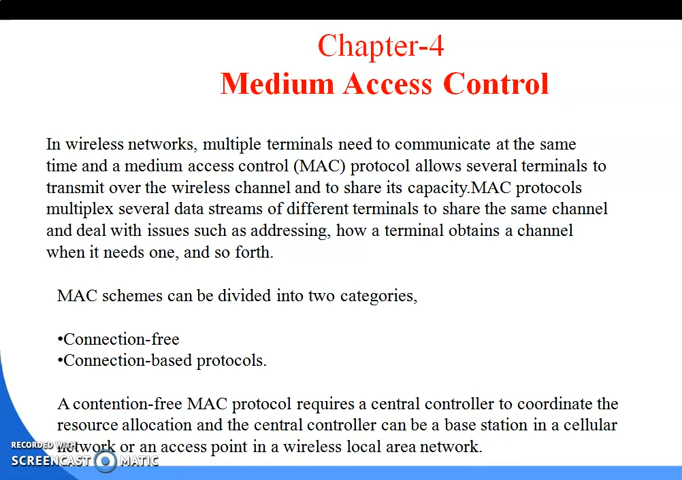 Chapter-4
Medium Access Control
In wireless networks, multiple terminals need to communicate at the same
time and a medium access control (MAC) protocol allows several terminals to
transmit over the wireless channel and to share its capacity.MAC protocols
multiplex several data streams of different terminals to share the same channel
and deal with issues such as addressing, how a terminal obtains a channel
when it needs one, and so forth.
MAC schemes can be divided into two categories,
•Connection-free
•Connection-based protocols.
A contention-free MAC protocol requires a central controller to coordinate the
resource allocation and the central controller can be a base station in a cellular
network or an access point in a wireless local area network.
RECORDED WITH
SCREENCAST MATIC